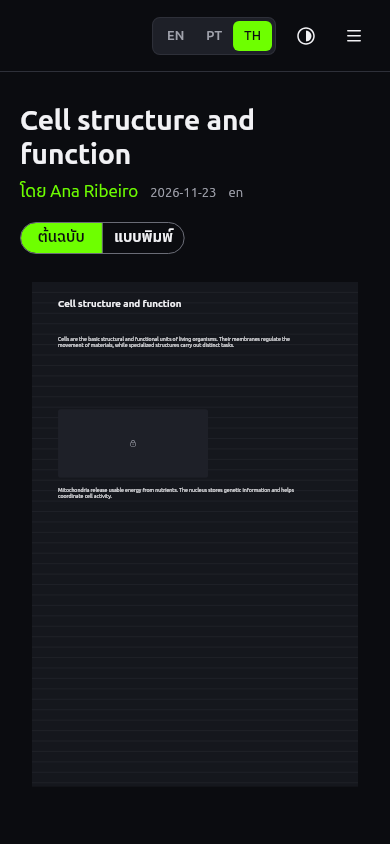 EN PT TH
Cell structure and
function
โดย Ana Ribeiro 2026-11-23 en
ต้นฉบับ แบบพิมพ์
Cell structure and function
Cells are the basic structural and functional units of living organisms. Their membranes regulate the
movement of materials, while specialized structures carry out distinct tasks.
Mitochondria release usable energy from nutrients. The nucleus stores genetic information and helps
coordinate cell activity.